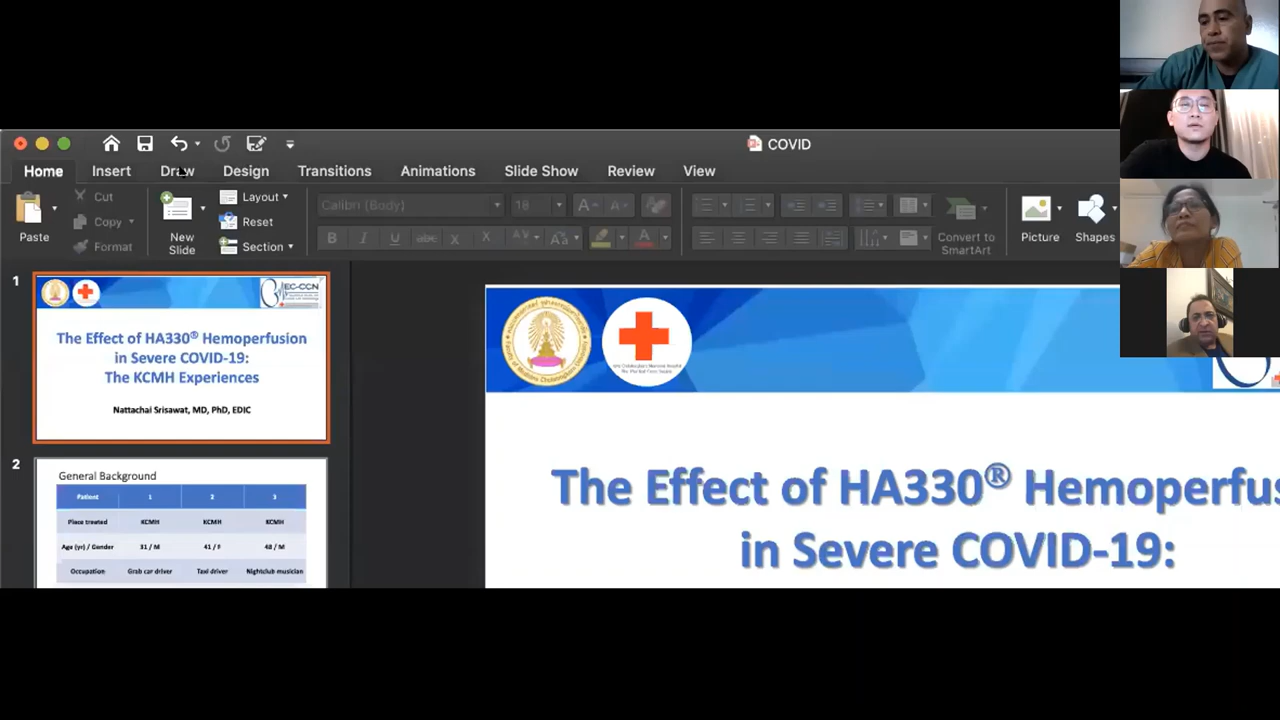 COVID
Home Insert Draw Design Transitions Animations Slide Show Review View
Paste
Cut
Copy
Format
New
Slide
Layout
Reset
Section
Calibri (Body) 18
B I U abc X X
Convert to
SmartArt
Picture
Shapes
1
EC-CCN
The Effect of HA330® Hemoperfusion
in Severe COVID-19:
The KCMH Experiences
Nattachai Srisawat, MD, PhD, EDIC
2
General Background
Patient 1 2 3
Place treated KCMH KCMH KCMH
Age (yr) / Gender 31 / M 41 / F 48 / M
Occupation Grab car driver Taxi driver Nightclub musician
The Effect of HA330® Hemoperfus
in Severe COVID-19: